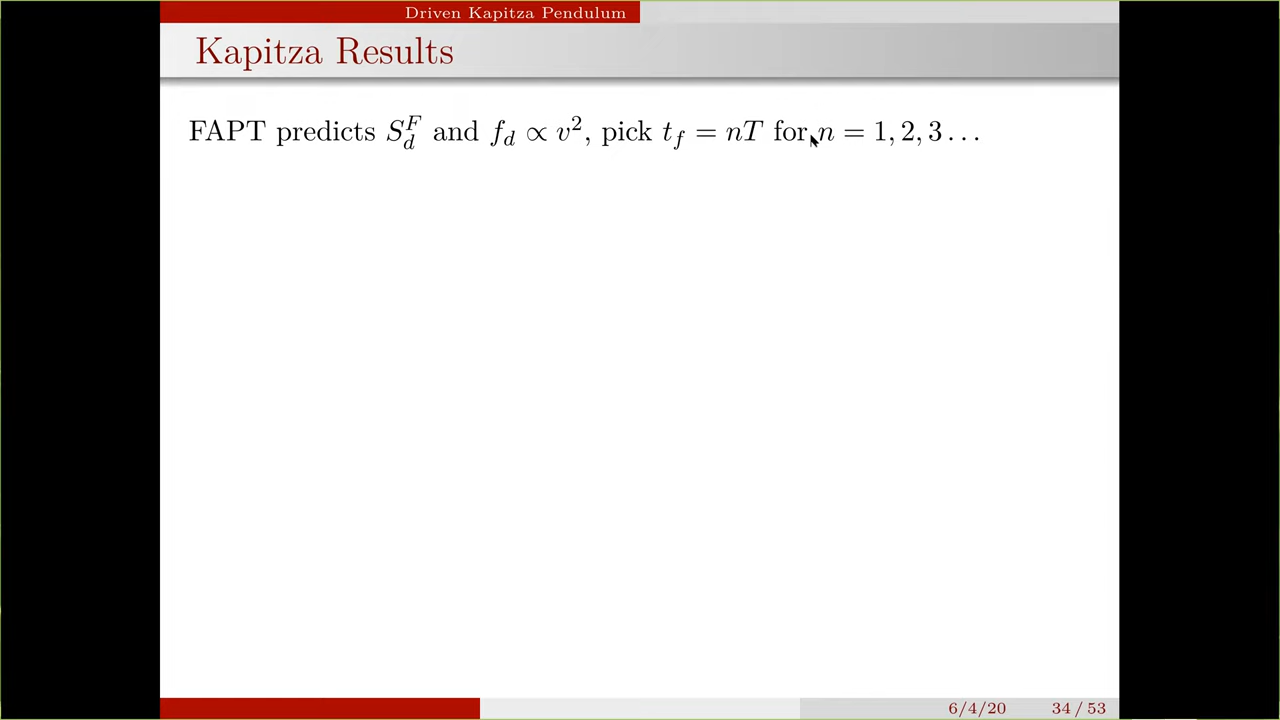 Driven Kapitza Pendulum
Kapitza Results
FAPT predicts $S_d^F$ and $f_d \propto v^2$, pick $t_f = nT$ for $n = 1, 2, 3 \ldots$
6/4/20 34 / 53